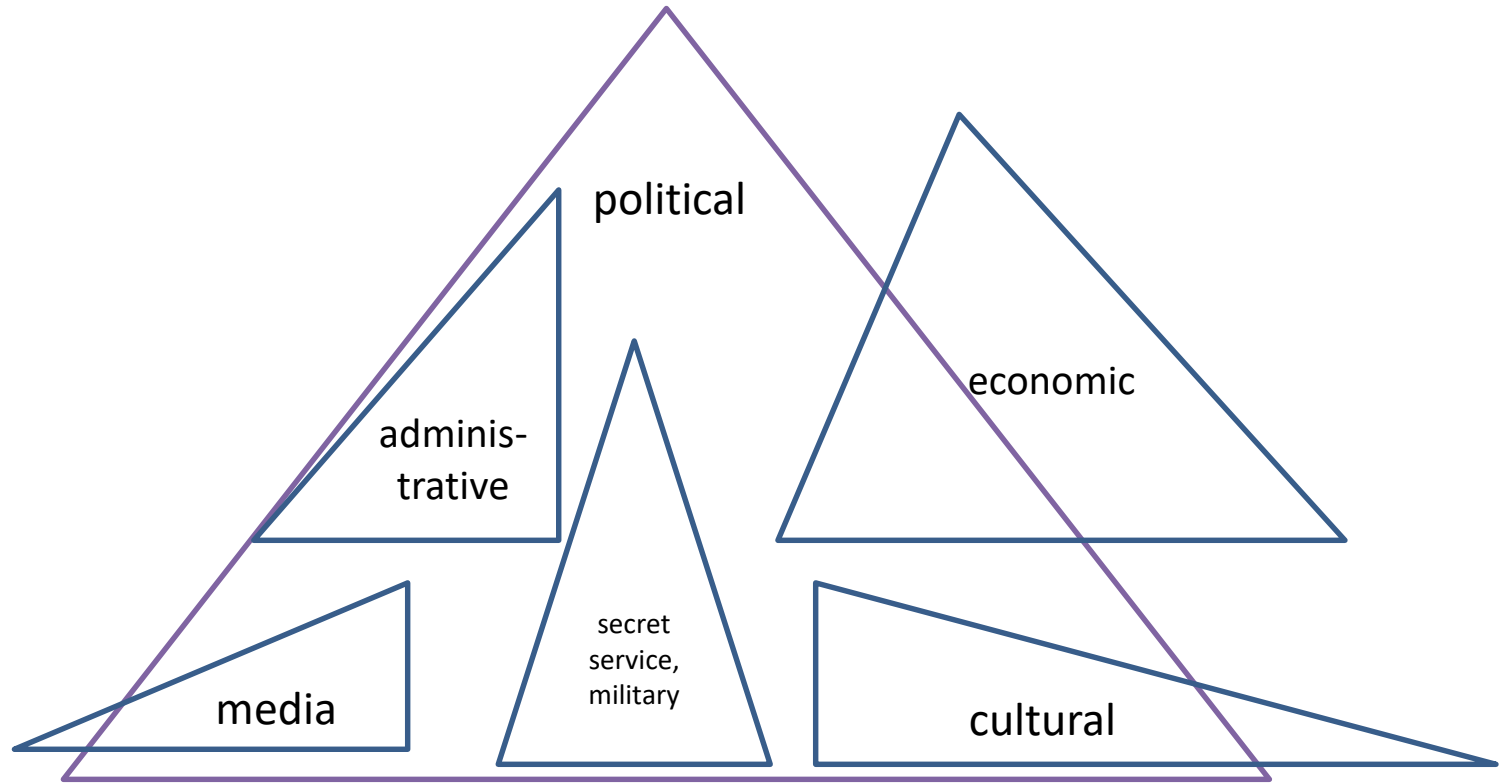 political
economic
adminis-
trative
secret
service,
military
media
cultural